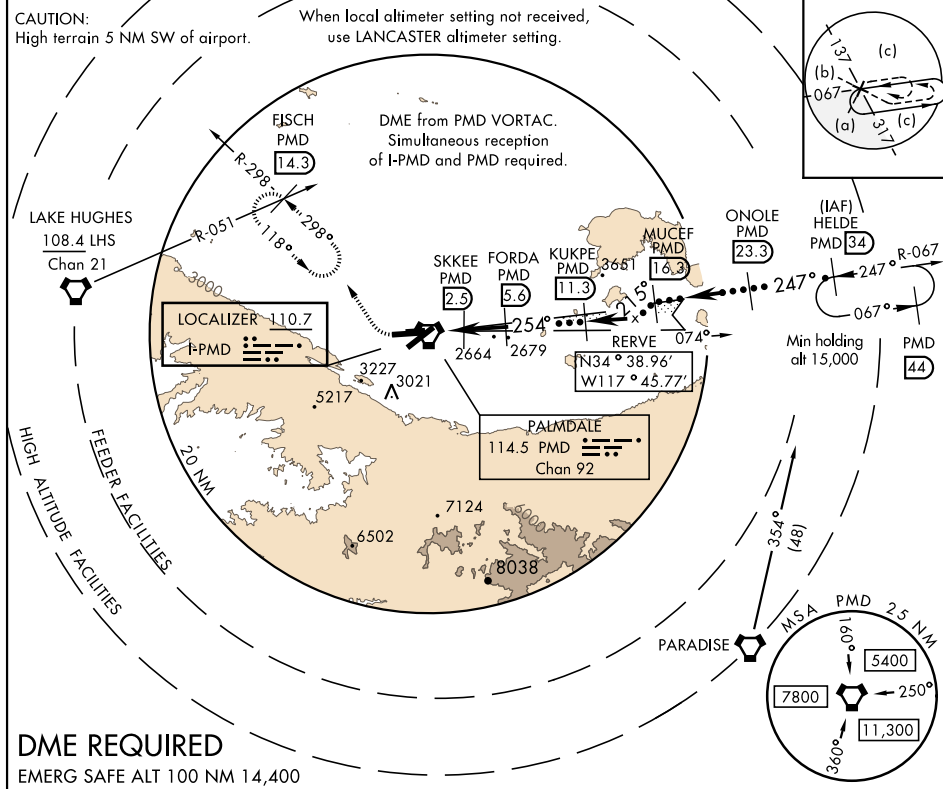 CAUTION:
High terrain 5 NM SW of airport.
When local altimeter setting not received,
use LANCASTER altimeter setting.
137
(c)
(b)
067
(a)
(c)
317
FISCH
PMD
14.3
DME from PMD VORTAC.
Simultaneous reception
of I-PMD and PMD required.
R-298
R-051
118°
298°
LAKE HUGHES
108.4 LHS
Chan 21
3000
LOCALIZER 110.7
I-PMD
SKKEE
PMD
2.5
FORDA
PMD
5.6
KUKPE
PMD
11.3
3651
MUCEF
PMD
16.3
ONOLE
PMD
23.3
(IAF)
HELDE
PMD 34
R-067
247°
247°
067°
215°
254°
074°
Min holding
alt 15,000
PMD
44
2664
2679
RERVE
N34° 38.96'
W117° 45.77'
3227
3021
5217
PALMDALE
114.5 PMD
Chan 92
20 NM
FEEDER FACILITIES
HIGH ALTITUDE FACILITIES
7124
6502
8038
354°
(48)
PARADISE
MSA PMD 25 NM
160°
5400
7800
250°
11,300
360°
DME REQUIRED
EMERG SAFE ALT 100 NM 14,400